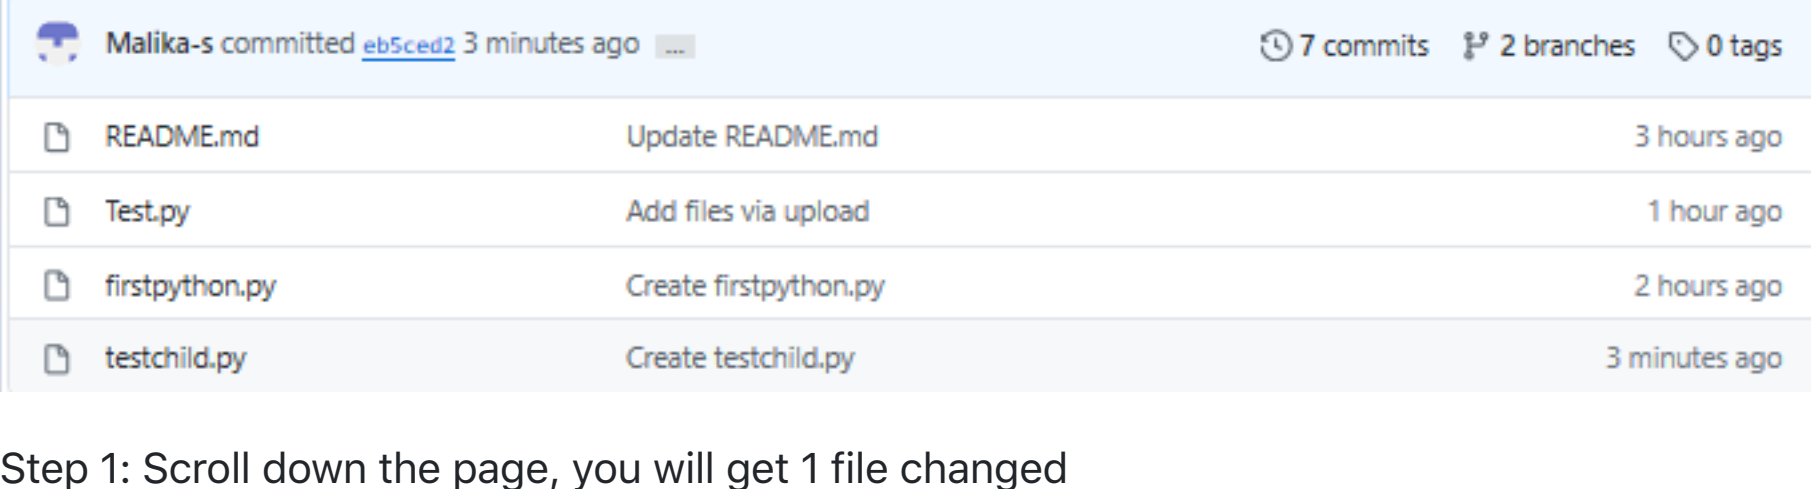 Malika-s committed eb5ced2 3 minutes ago ... 7 commits 2 branches 0 tags
README.md Update README.md 3 hours ago
Test.py Add files via upload 1 hour ago
firstpython.py Create firstpython.py 2 hours ago
testchild.py Create testchild.py 3 minutes ago
Step 1: Scroll down the page, you will get 1 file changed